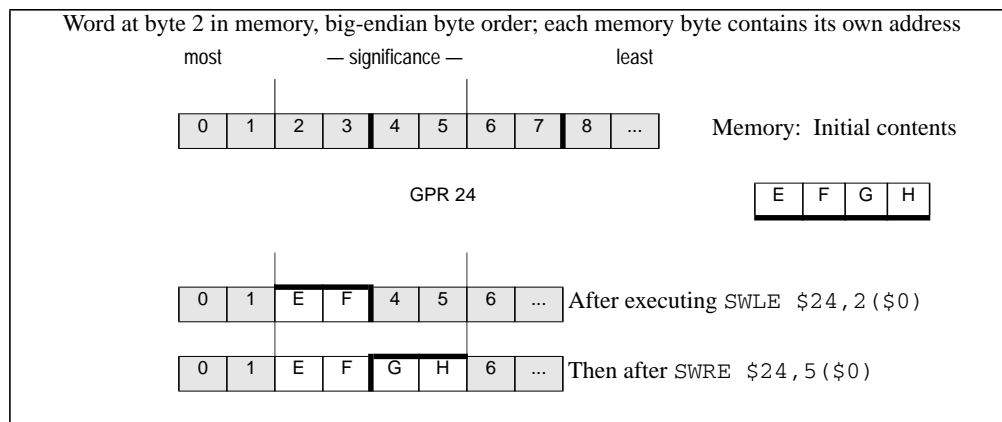 Word at byte 2 in memory, big-endian byte order; each memory byte contains its own address
most — significance — least
0 1 2 3 4 5 6 7 8 ... Memory: Initial contents
GPR 24 E F G H
0 1 E F 4 5 6 ... After executing SWLE $24,2($0)
0 1 E F G H 6 ... Then after SWRE $24,5($0)